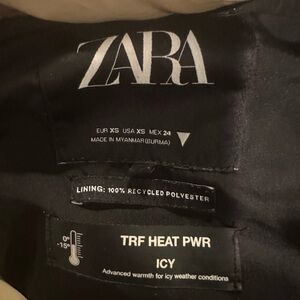 ZARA
EUR XS USA XS MEX 24
MADE IN MYANMAR (BURMA)
LINING: 100% RECYCLED POLYESTER
0°
-15°
TRF HEAT PWR
ICY
Advanced warmth for icy weather conditions